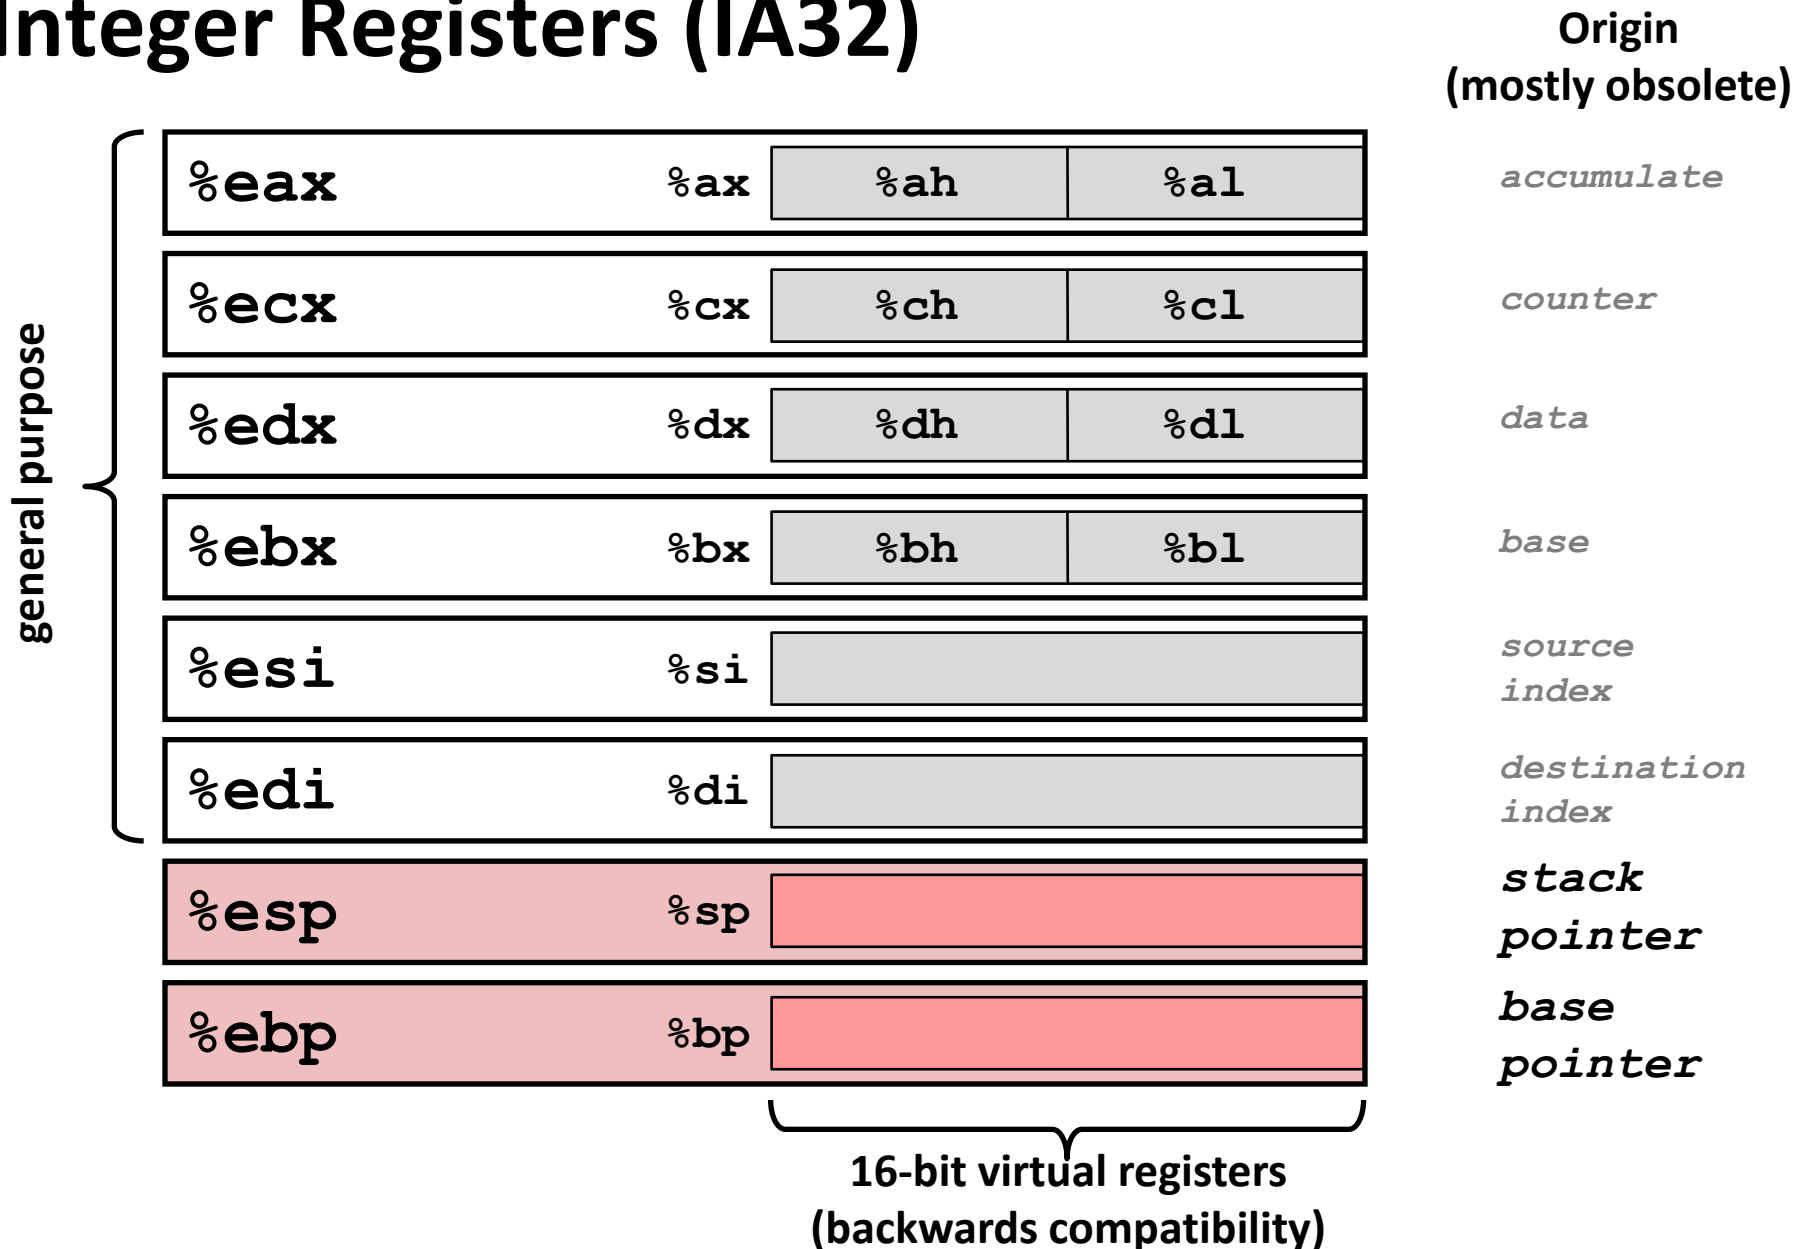 Integer Registers (IA32)
Origin
(mostly obsolete)
general purpose
%eax %ax %ah %al accumulate
%ecx %cx %ch %cl counter
%edx %dx %dh %dl data
%ebx %bx %bh %bl base
%esi %si source
index
%edi %di destination
index
%esp %sp stack
pointer
%ebp %bp base
pointer
16-bit virtual registers
(backwards compatibility)